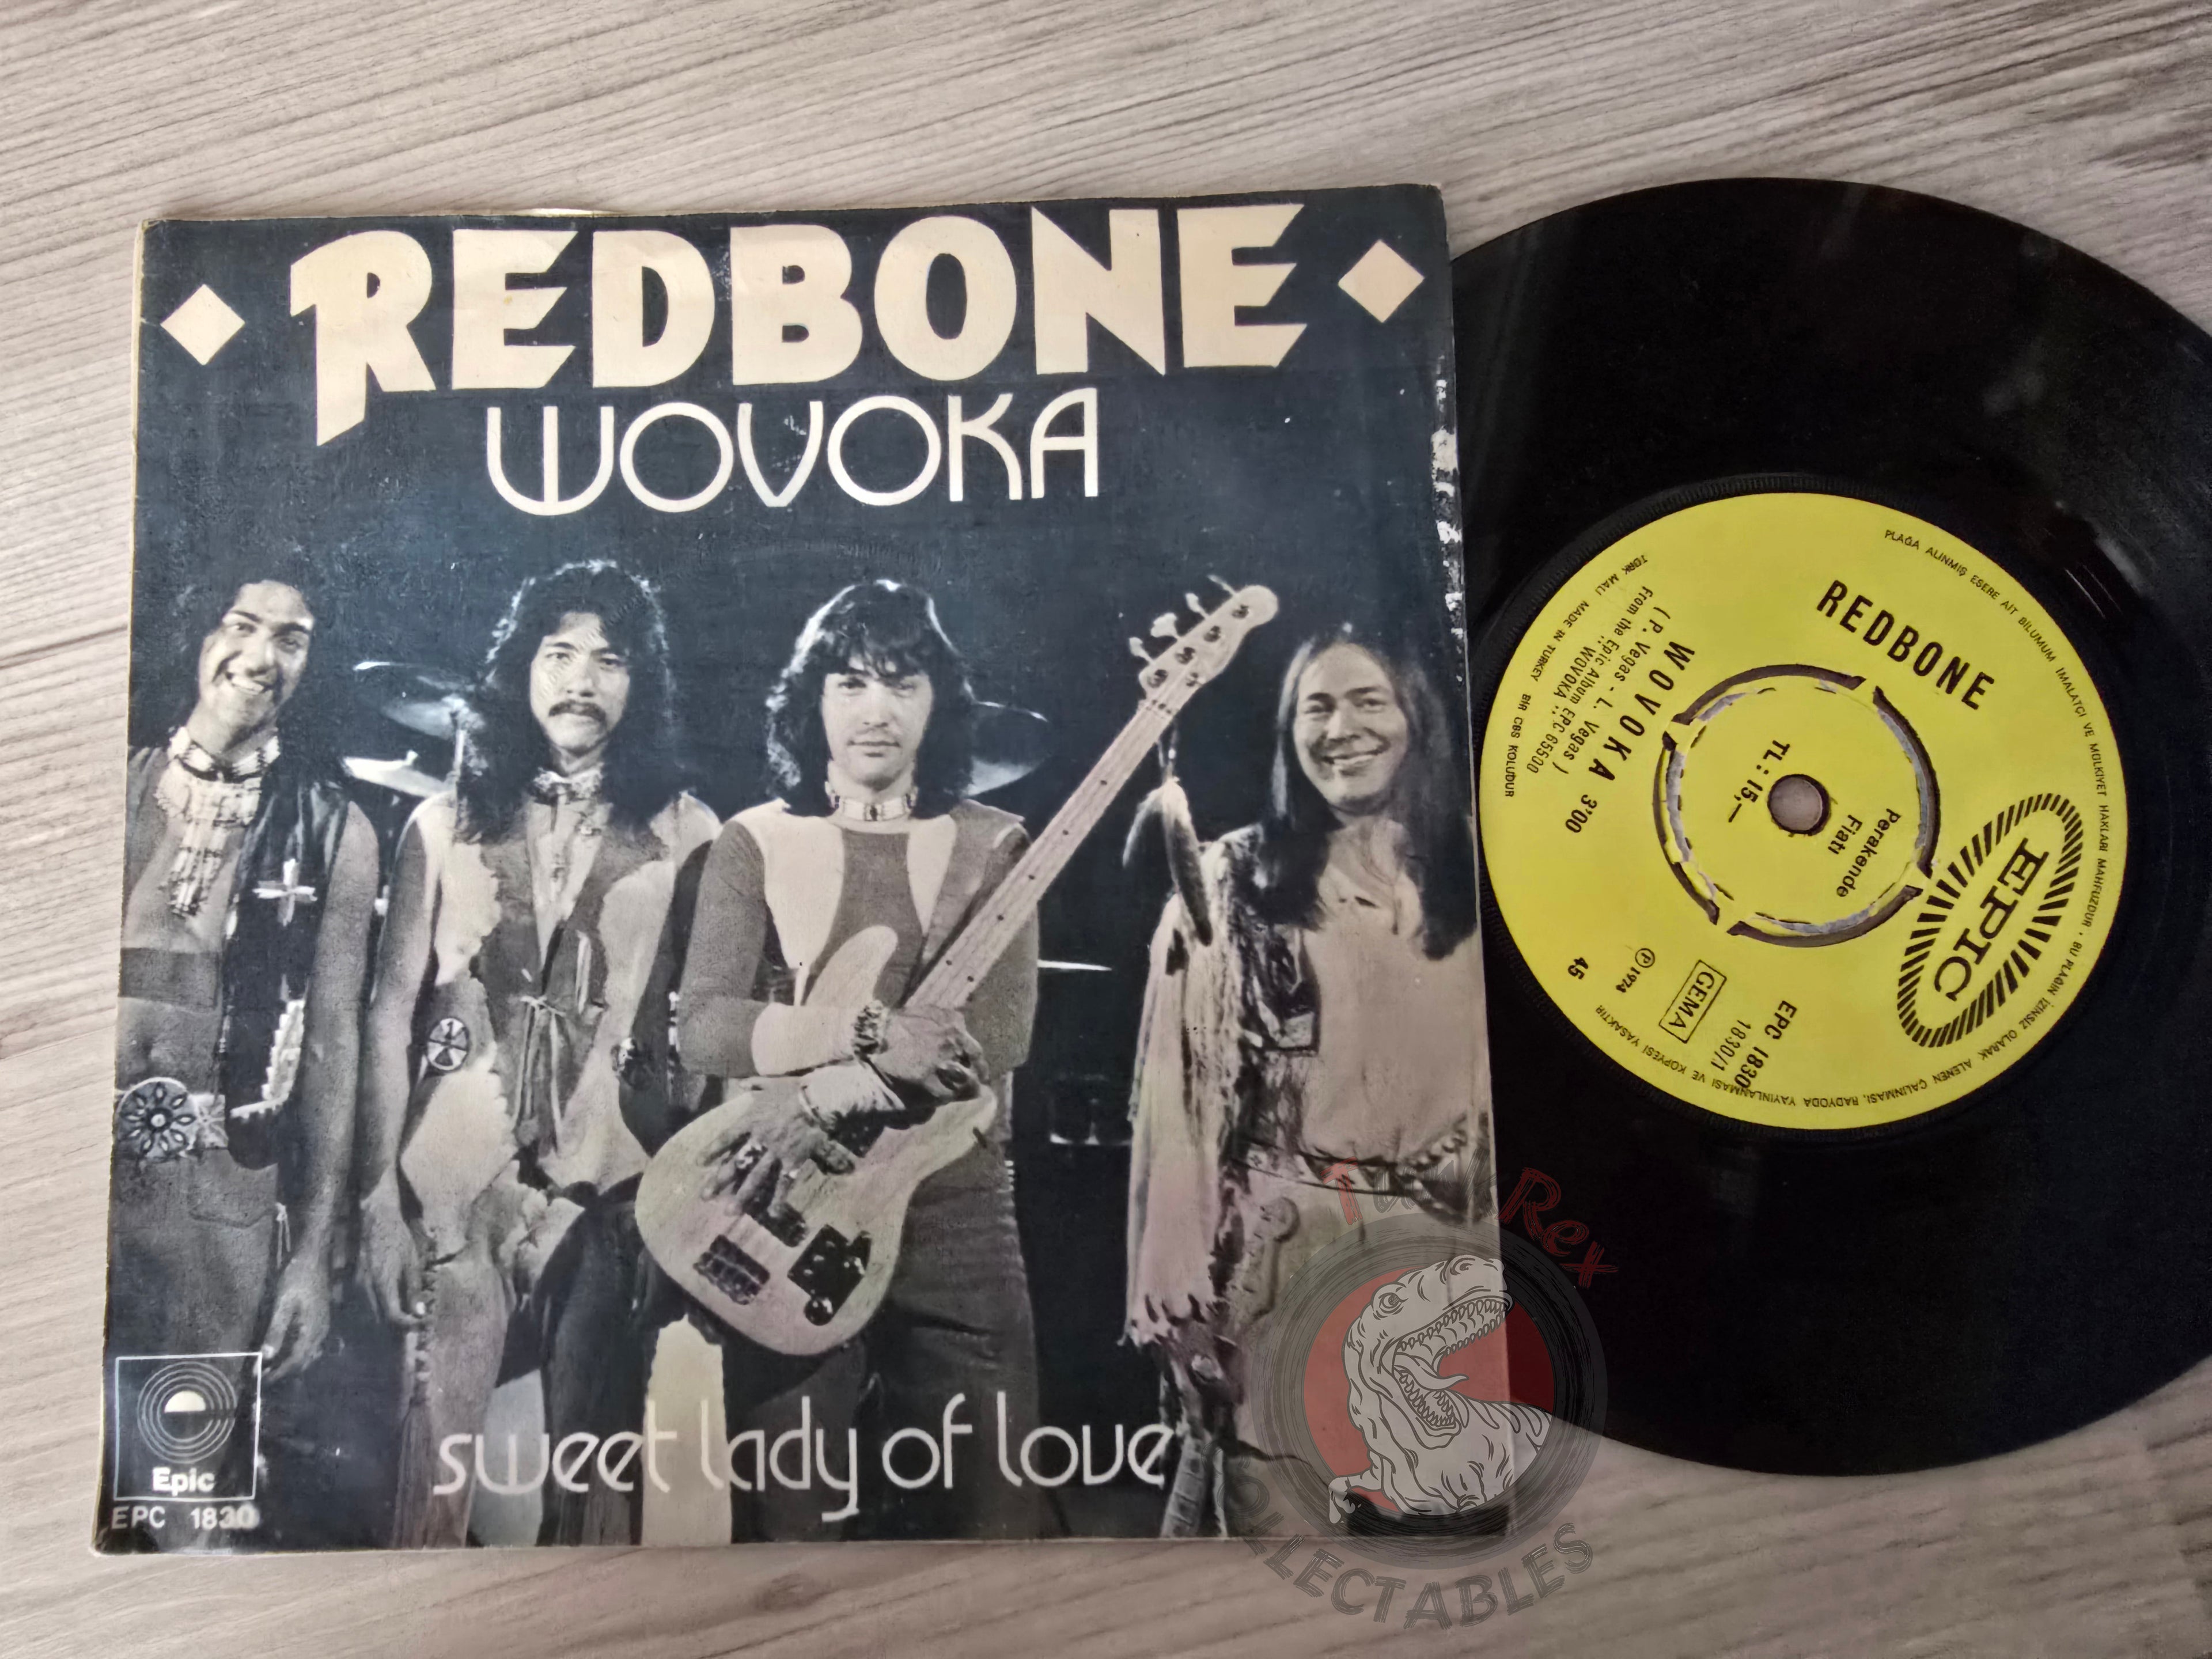 REDBONE
WOVOKA
sweet lady of love
Epic
EPC 1830
EPIC
REDBONE
PLAĞA ALINMIŞ ESERE AİT BİLUMUM İMALATÇI VE MÜLKİYET HAKLARI MAHFUZDUR. BU PLAĞIN İZİNSİZ OLARAK ALENEN ÇALINMASI, RADYODA YAYINLANMASI VE KOPYESİ YASAKTIR
Perakende
Fiatı
TL.: 15,—
EPC 1830
1830/1
GEMA
℗ 1974
45
WOVOKA 3'00
( P. Vegas - L. Vegas )
From the Epic Album EPC 65500
" WOVOKA "
TÜRK MALI MADE IN TURKEY BİR CBS KOLUDUR
Rex
COLLECTABLES